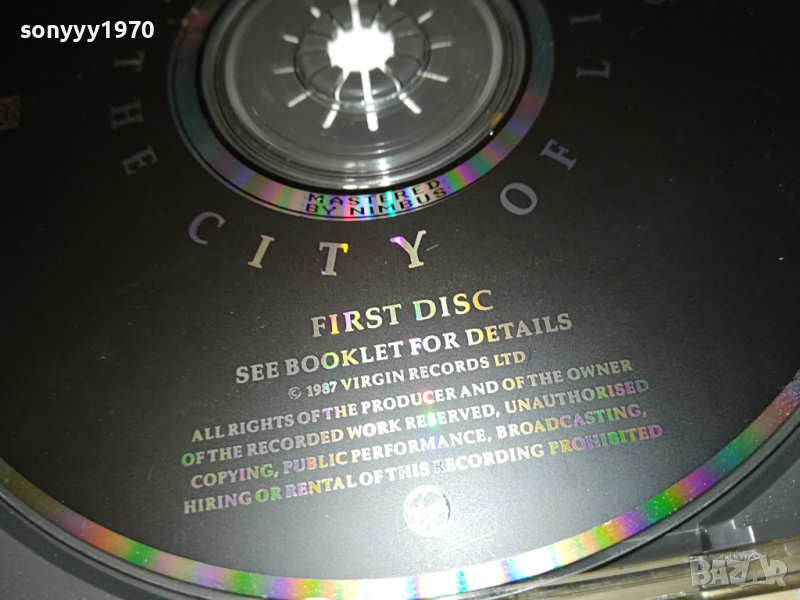 sonyyy1970
THE CITY OF LIG
MASTERED
BY NIMBUS
FIRST DISC
SEE BOOKLET FOR DETAILS
© 1987 VIRGIN RECORDS LTD
ALL RIGHTS OF THE PRODUCER AND OF THE OWNER
OF THE RECORDED WORK RESERVED, UNAUTHORISED
COPYING, PUBLIC PERFORMANCE, BROADCASTING,
HIRING OR RENTAL OF THIS RECORDING PROHIBITED
BAZAR